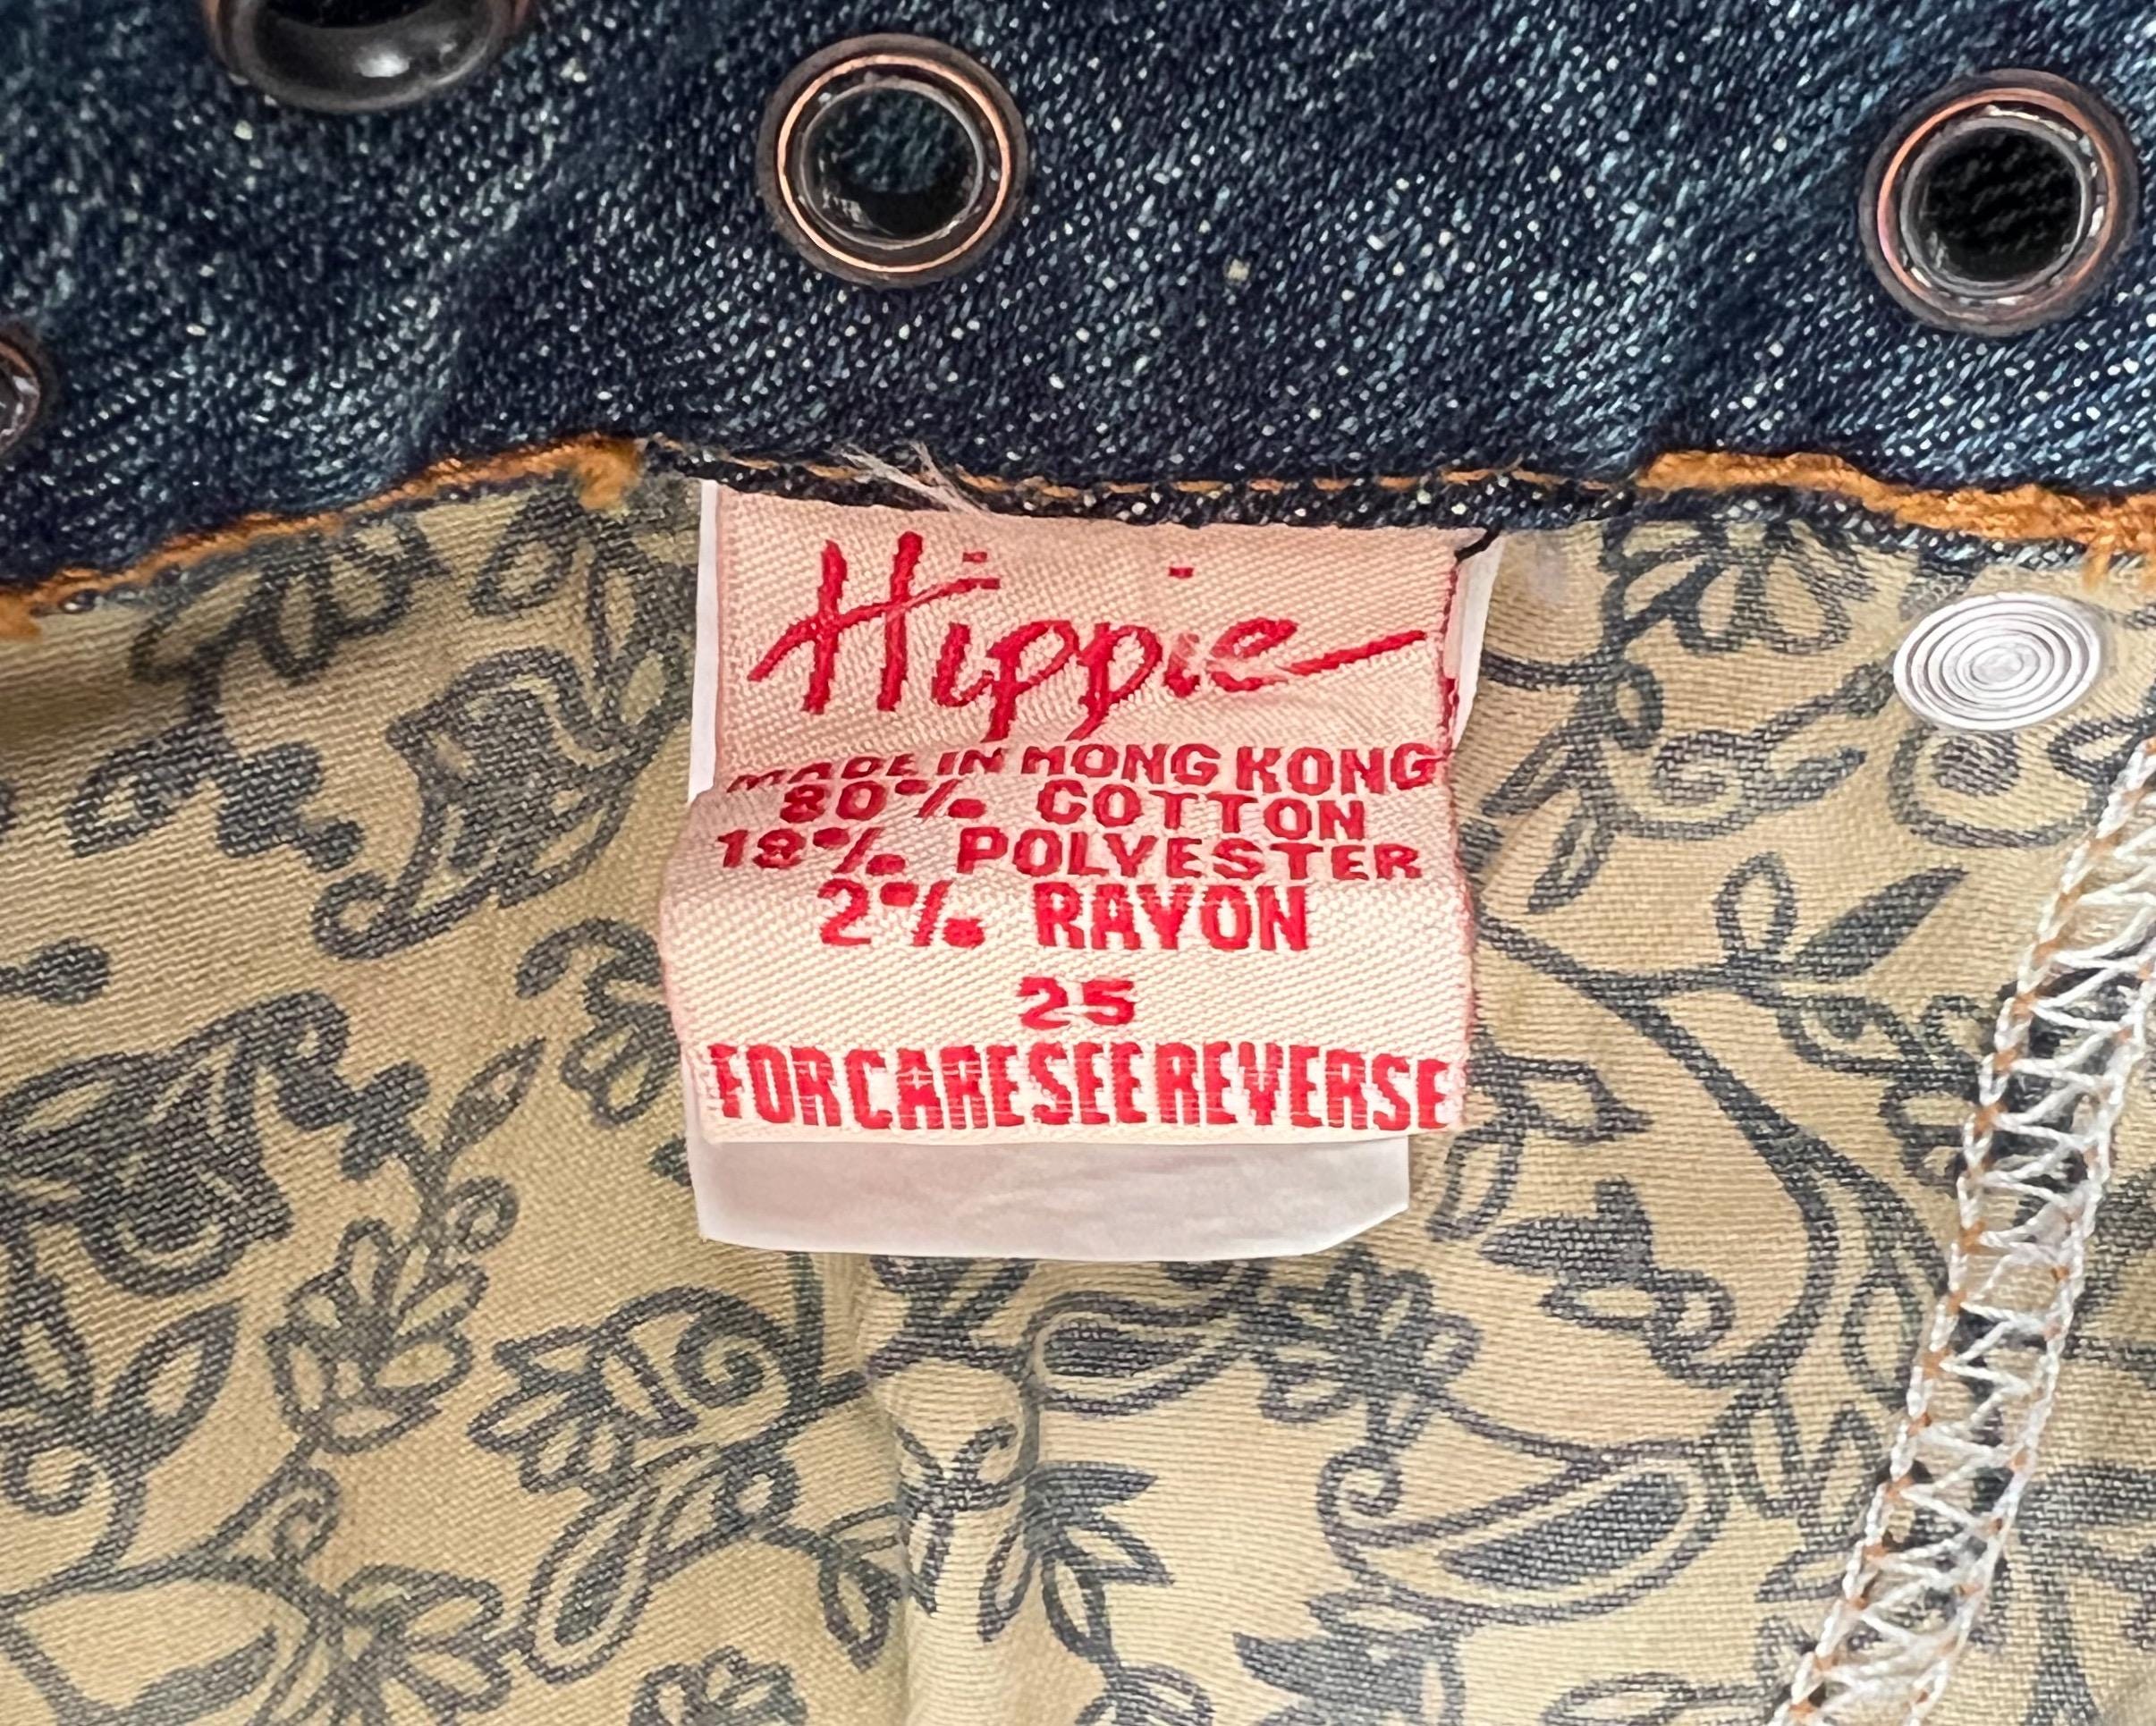 Hippie
MADE IN HONG KONG
80% COTTON
18% POLYESTER
2% RAYON
25
FOR CARE SEE REVERSE